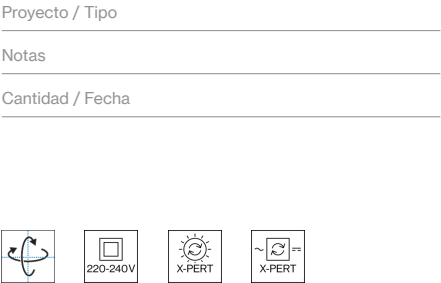 Proyecto / Tipo
Notas
Cantidad / Fecha
220-240V
X-PERT
X-PERT